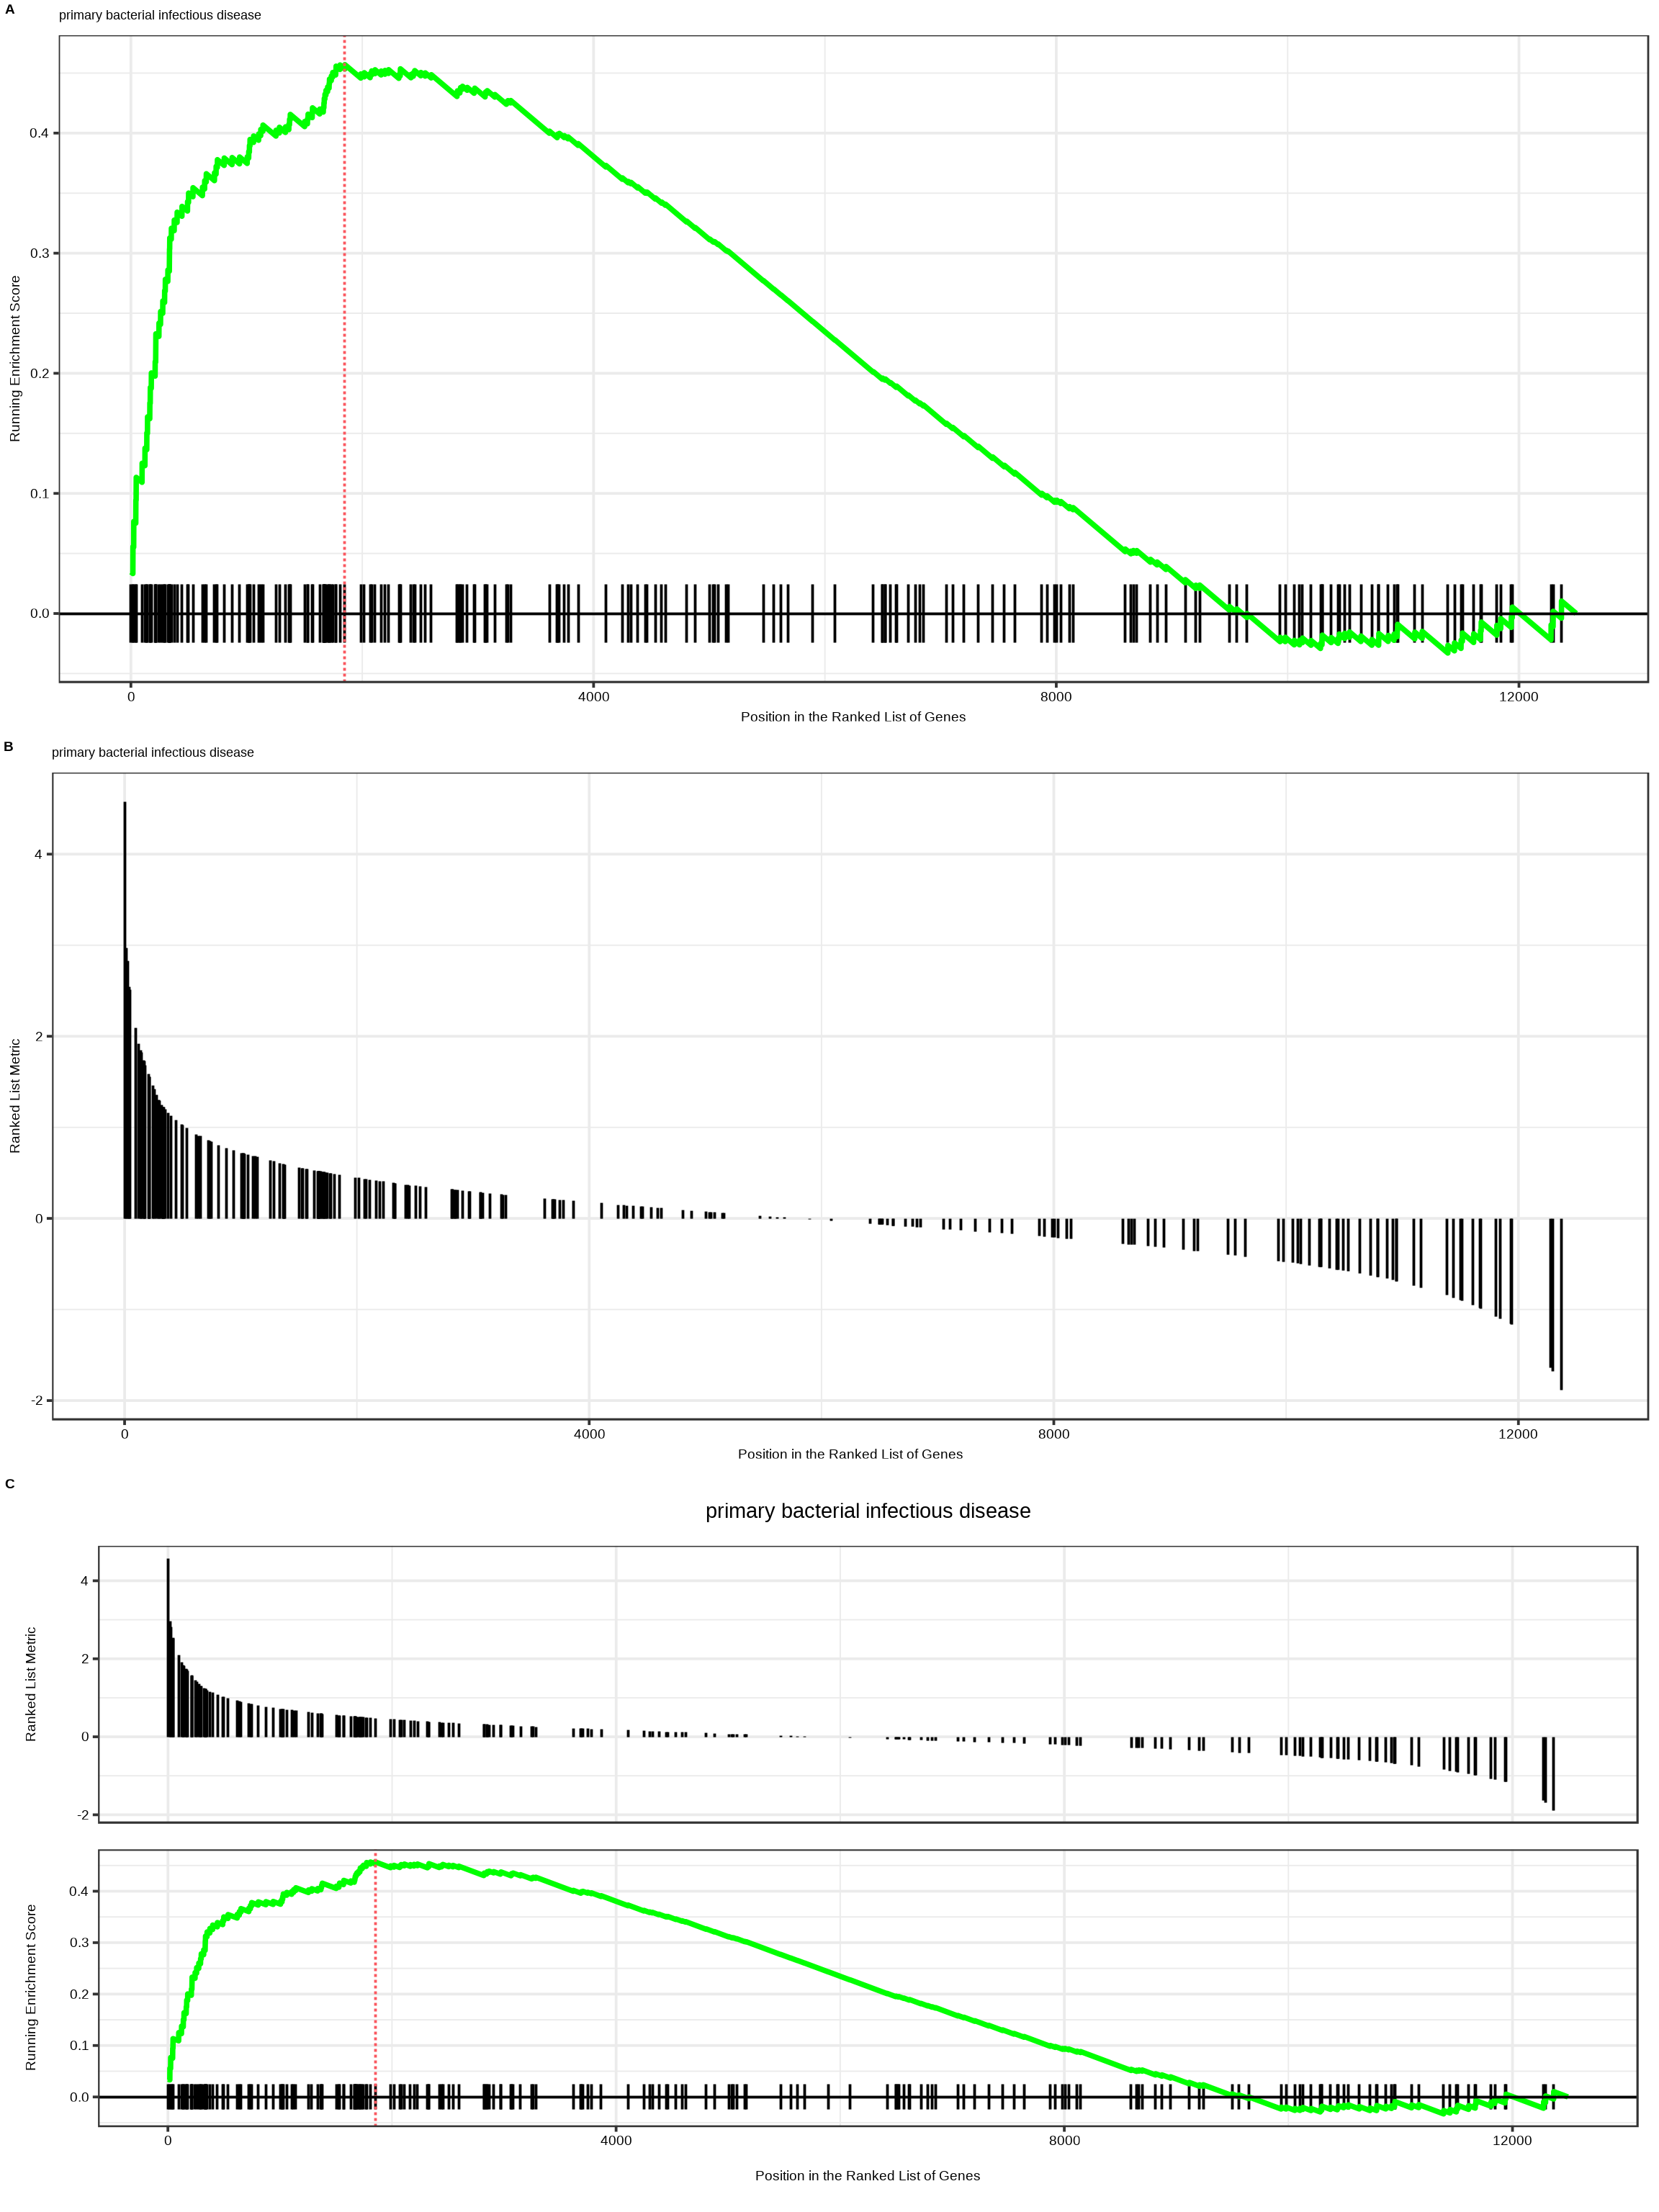 A
primary bacterial infectious disease
Running Enrichment Score
0.4
0.3
0.2
0.1
0.0
0 4000 8000 12000
Position in the Ranked List of Genes
B
primary bacterial infectious disease
Ranked List Metric
4
2
0
-2
0 4000 8000 12000
Position in the Ranked List of Genes
C
primary bacterial infectious disease
Ranked List Metric
4
2
0
-2
Running Enrichment Score
0.4
0.3
0.2
0.1
0.0
0 4000 8000 12000
Position in the Ranked List of Genes